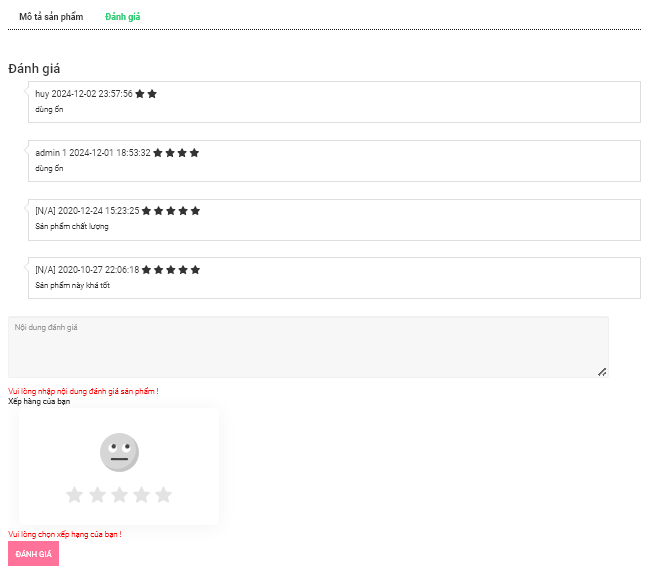 Mô tả sản phẩm Đánh giá
Đánh giá
huy 2024-12-02 23:57:56
dùng ổn
admin 1 2024-12-01 18:53:32
dùng ổn
[N/A] 2020-12-24 15:23:25
Sản phẩm chất lượng
[N/A] 2020-10-27 22:06:18
Sản phẩm này khá tốt
Nội dung đánh giá
Vui lòng nhập nội dung đánh giá sản phẩm !
Xếp hàng của bạn
Vui lòng chọn xếp hạng của bạn !
ĐÁNH GIÁ